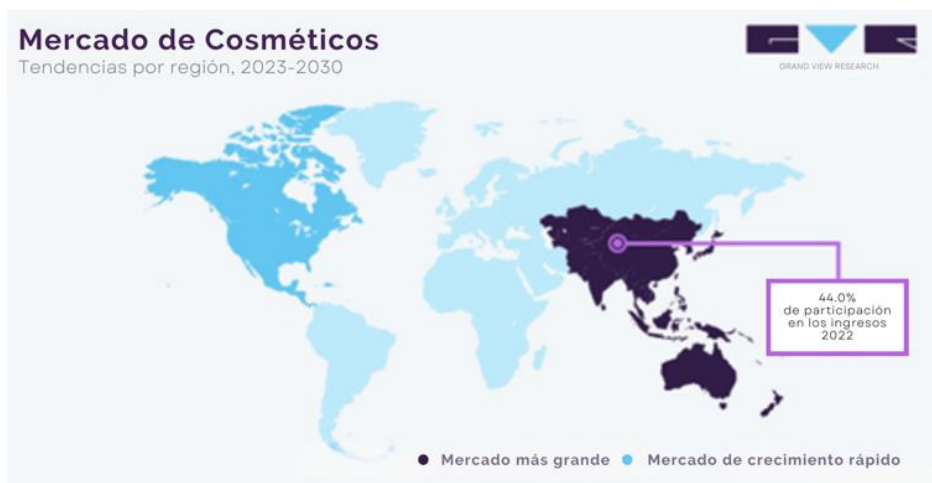 Mercado de Cosméticos
Tendencias por región, 2023-2030
GVR
GRAND VIEW RESEARCH
44.0%
de participación
en los ingresos
2022
Mercado más grande
Mercado de crecimiento rápido